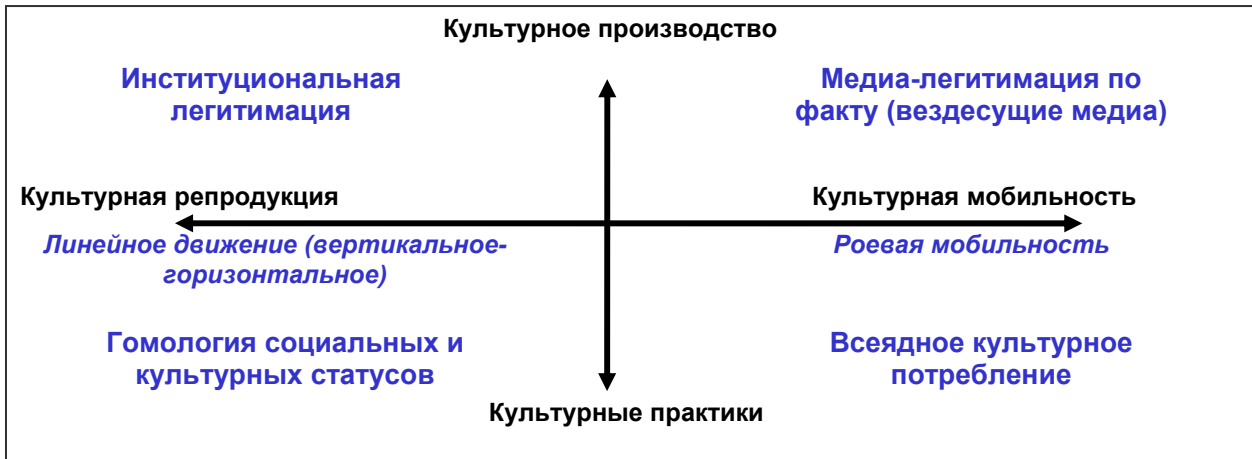 Культурное производство
Институциональная
легитимация
Медиа-легитимация по
факту (вездесущие медиа)
Культурная репродукция
Культурная мобильность
Линейное движение (вертикальное-
горизонтальное)
Роевая мобильность
Гомология социальных и
культурных статусов
Всеядное культурное
потребление
Культурные практики